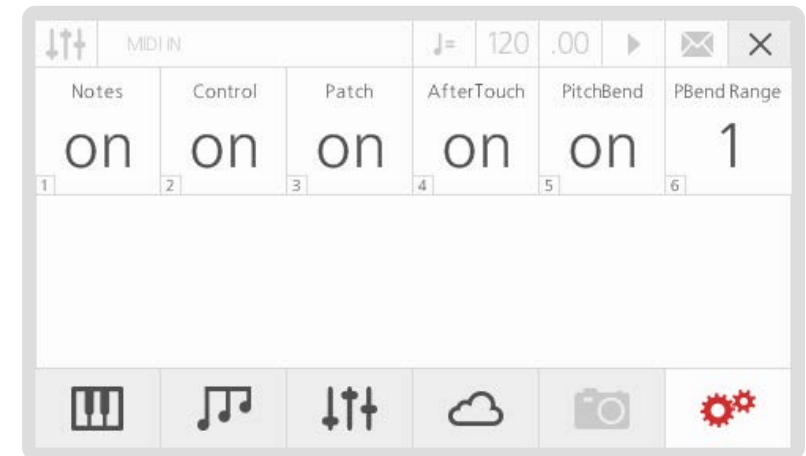 MIDI IN ♩= 120 .00
Notes Control Patch AfterTouch PitchBend PBend Range
on on on on on 1
1 2 3 4 5 6